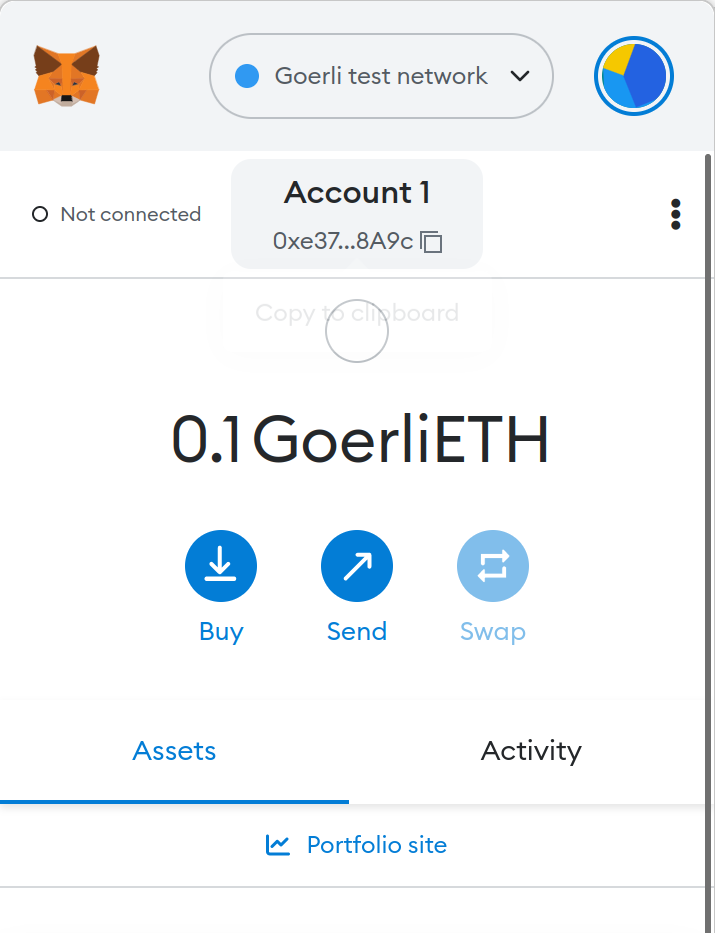 Goerli test network
Not connected
Account 1
0xe37...8A9c
Copy to clipboard
0.1 GoerliETH
Buy
Send
Swap
Assets
Activity
Portfolio site